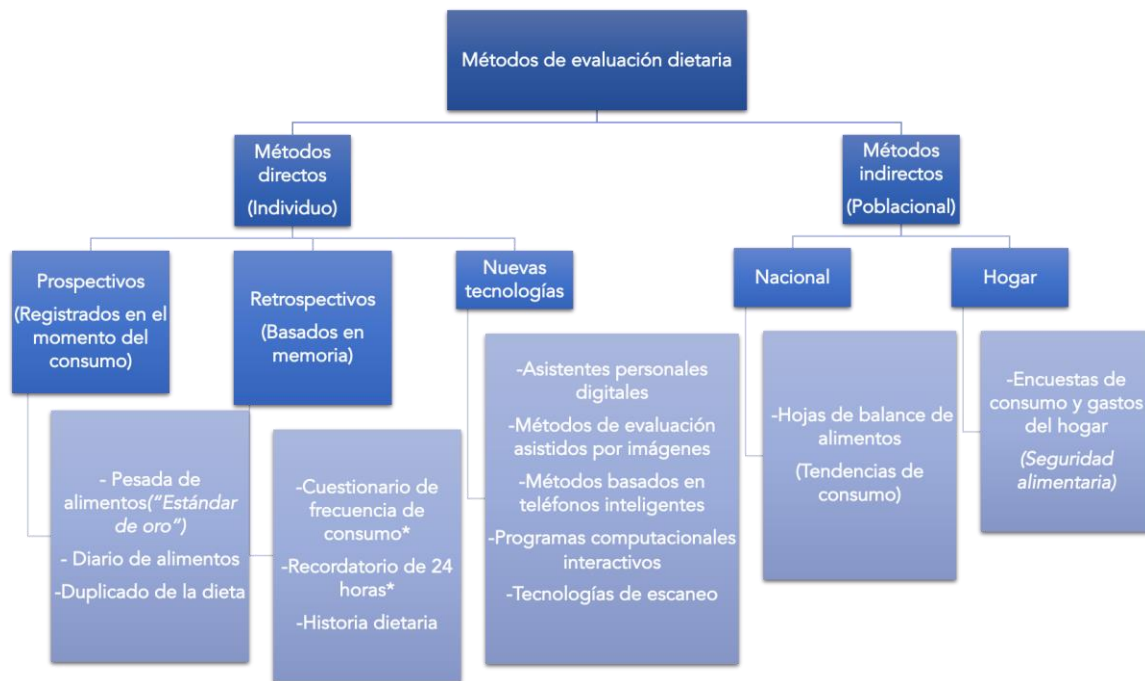 Métodos de evaluación dietaria
Métodos
directos
(Individuo)
Métodos
indirectos
(Poblacional)
Prospectivos
(Registrados en el
momento del
consumo)
Retrospectivos
(Basados en
memoria)
Nuevas
tecnologías
Nacional
Hogar
- Pesada de
alimentos(“Estándar
de oro”)
- Diario de alimentos
-Duplicado de la dieta
-Cuestionario de
frecuencia de
consumo*
-Recordatorio de 24
horas*
-Historia dietaria
-Asistentes personales
digitales
-Métodos de evaluación
asistidos por imágenes
-Métodos basados en
teléfonos inteligentes
-Programas computacionales
interactivos
-Tecnologías de escaneo
-Hojas de balance de
alimentos
(Tendencias de
consumo)
-Encuestas de
consumo y gastos
del hogar
(Seguridad
alimentaria)